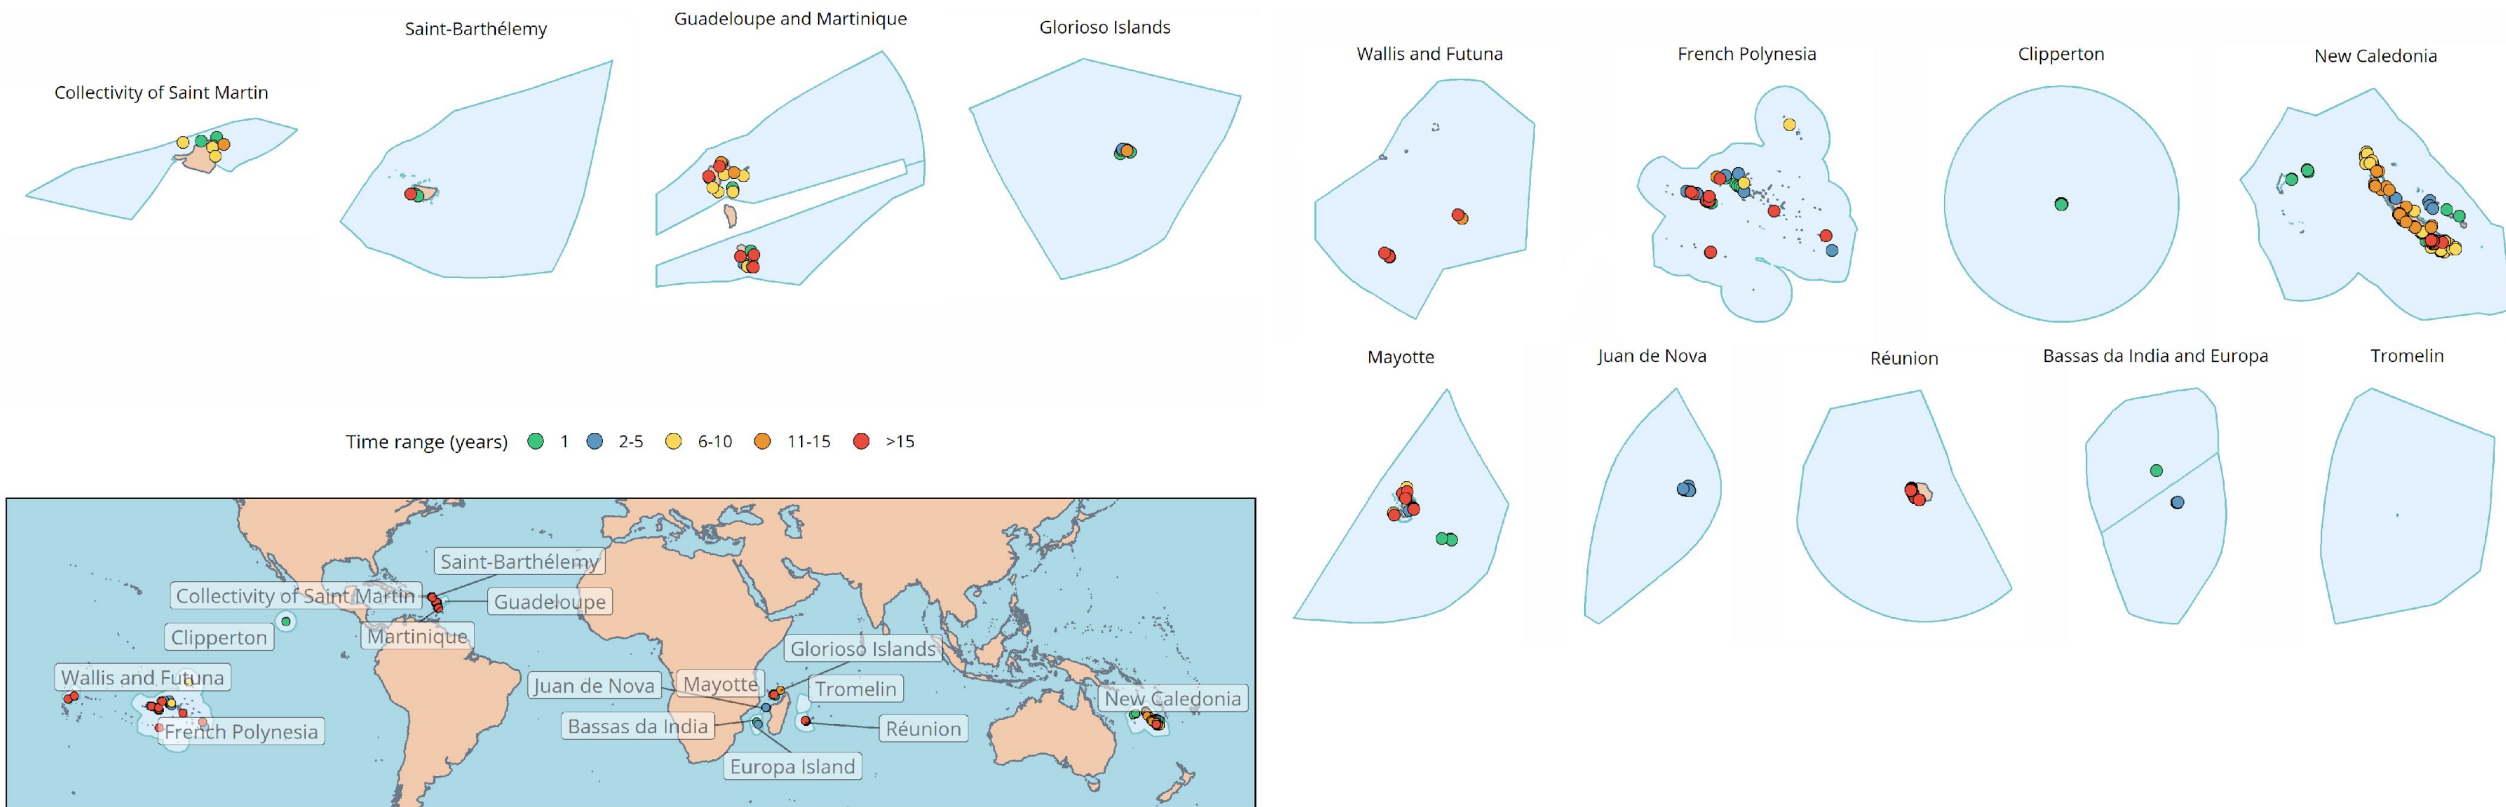 Saint-Barthélemy
Guadeloupe and Martinique
Glorioso Islands
Collectivity of Saint Martin
Wallis and Futuna
French Polynesia
Clipperton
New Caledonia
Mayotte
Juan de Nova
Réunion
Bassas da India and Europa
Tromelin
Time range (years) 1 2-5 6-10 11-15 >15
Saint-Barthélemy
Collectivity of Saint Martin
Guadeloupe
Clipperton
Martinique
Glorioso Islands
Wallis and Futuna
Juan de Nova
Mayotte
Tromelin
New Caledonia
French Polynesia
Bassas da India
Réunion
Europa Island